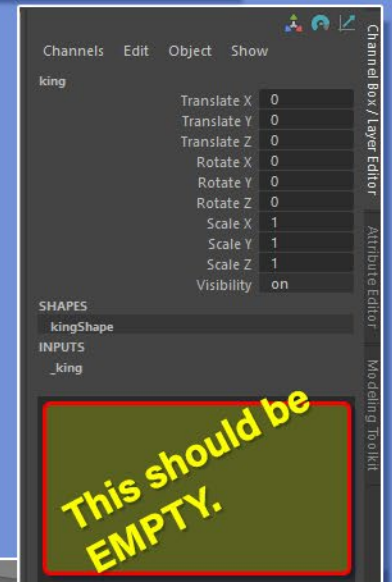 Channels Edit Object Show
king
Translate X 0
Translate Y 0
Translate Z 0
Rotate X 0
Rotate Y 0
Rotate Z 0
Scale X 1
Scale Y 1
Scale Z 1
Visibility on
SHAPES
kingShape
INPUTS
_king
This should be
EMPTY.
Channel Box / Layer Editor
Attribute Editor
Modeling Toolkit